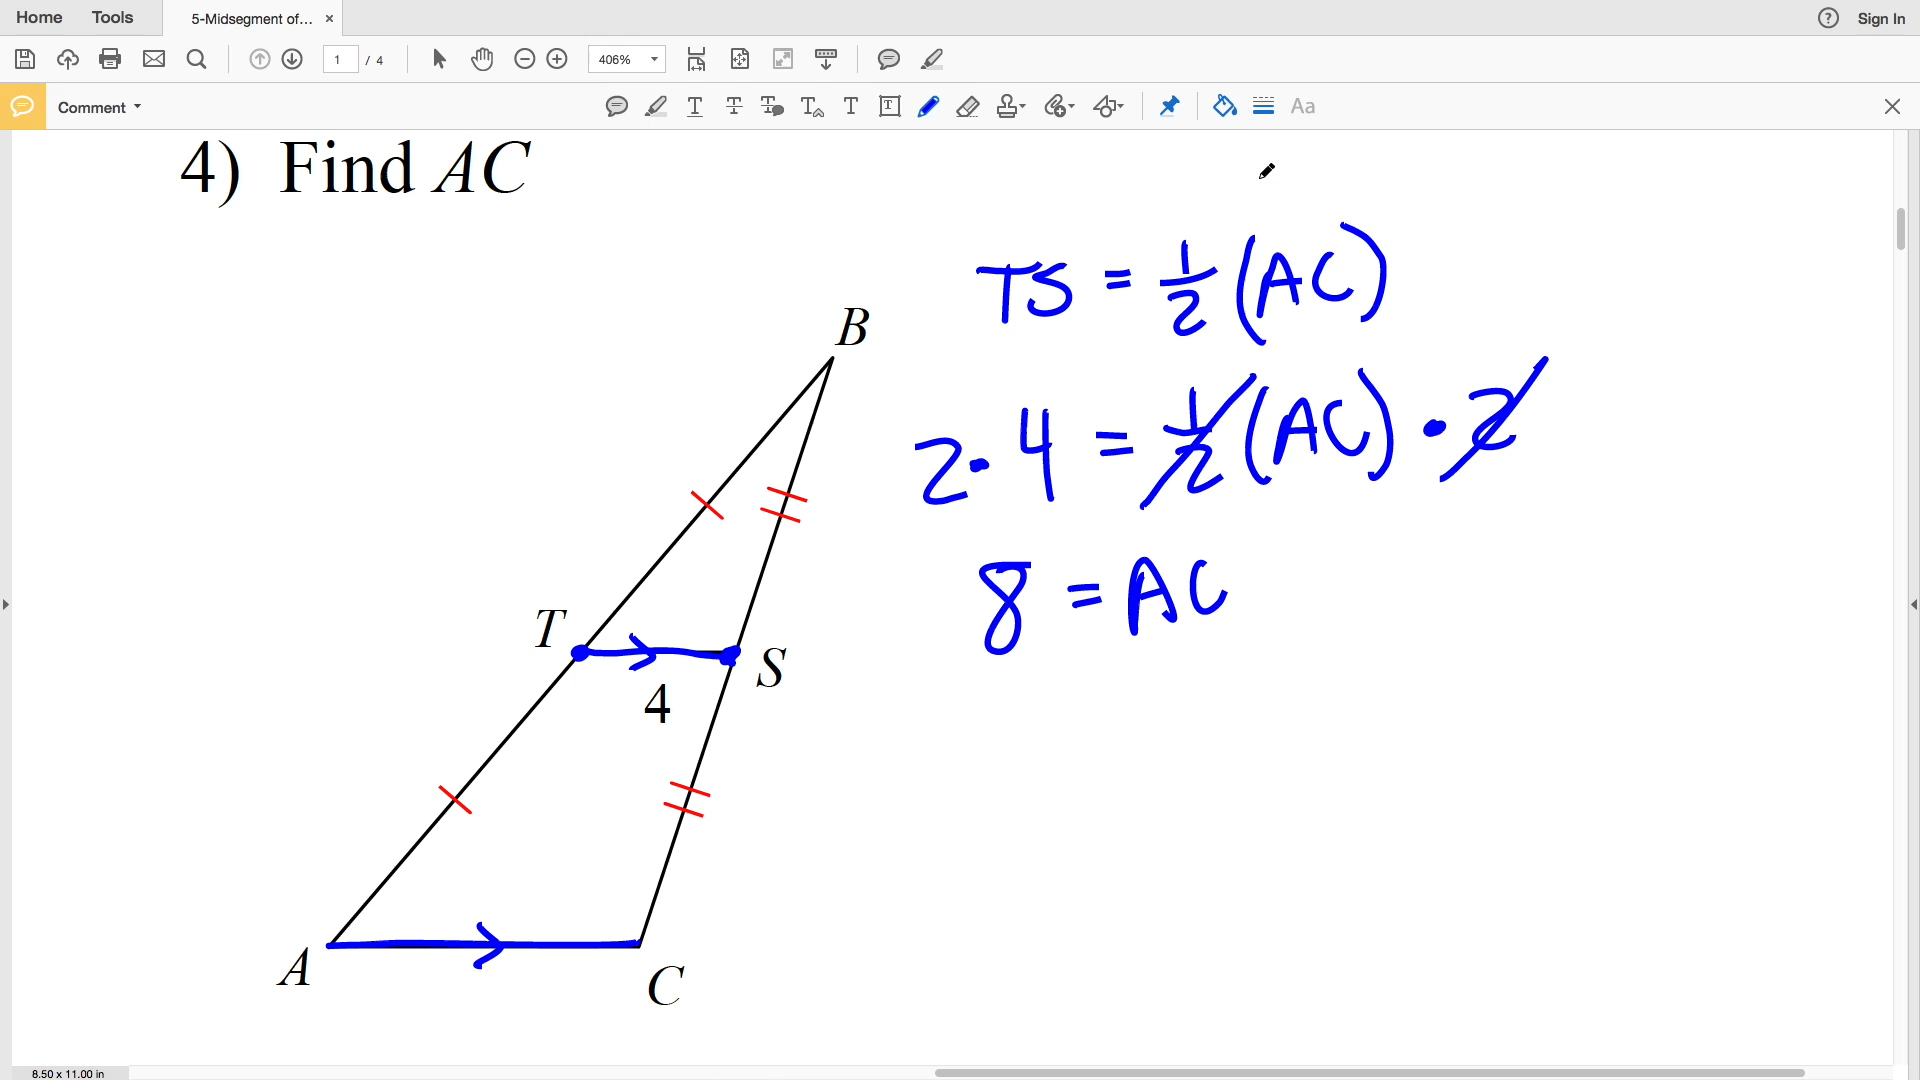 Home Tools 5-Midsegment of... × ? Sign In
1 / 4 406%
Comment T T T T T T Aa
4) Find AC
TS = 1/2 (AC)
B
2 · 4 = 1/2 (AC) · 2
8 = AC
T
S
4
A
C
8.50 x 11.00 in